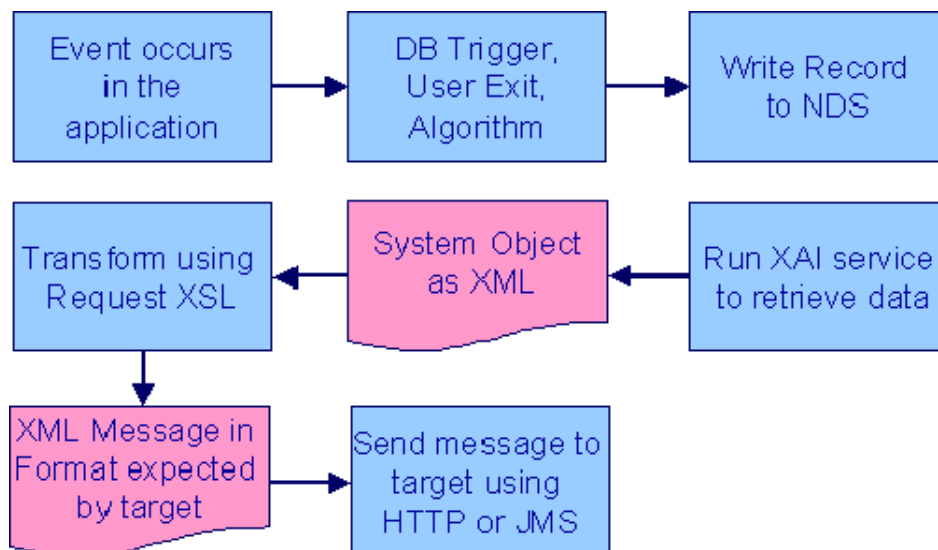 Event occurs
in the
application
DB Trigger,
User Exit,
Algorithm
Write Record
to NDS
Transform using
Request XSL
System Object
as XML
Run XAI service
to retrieve data
XML Message in
Format expected
by target
Send message to
target using
HTTP or JMS